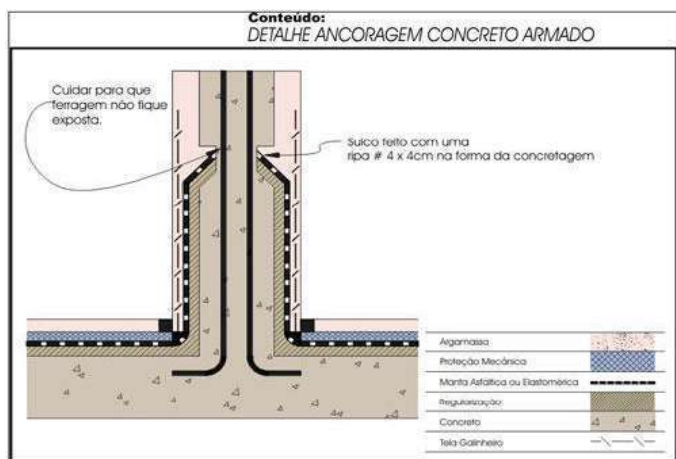 Conteúdo:
DETALHE ANCORAGEM CONCRETO ARMADO
Cuidar para que
ferragem não fique
exposta.
Sulco feito com uma
ripa # 4 x 4cm na forma da concretagem
Argamassa
Proteção Mecânica
Manta Asfáltica ou Elastomérica
Regularização
Concreto
Tela Galinheiro